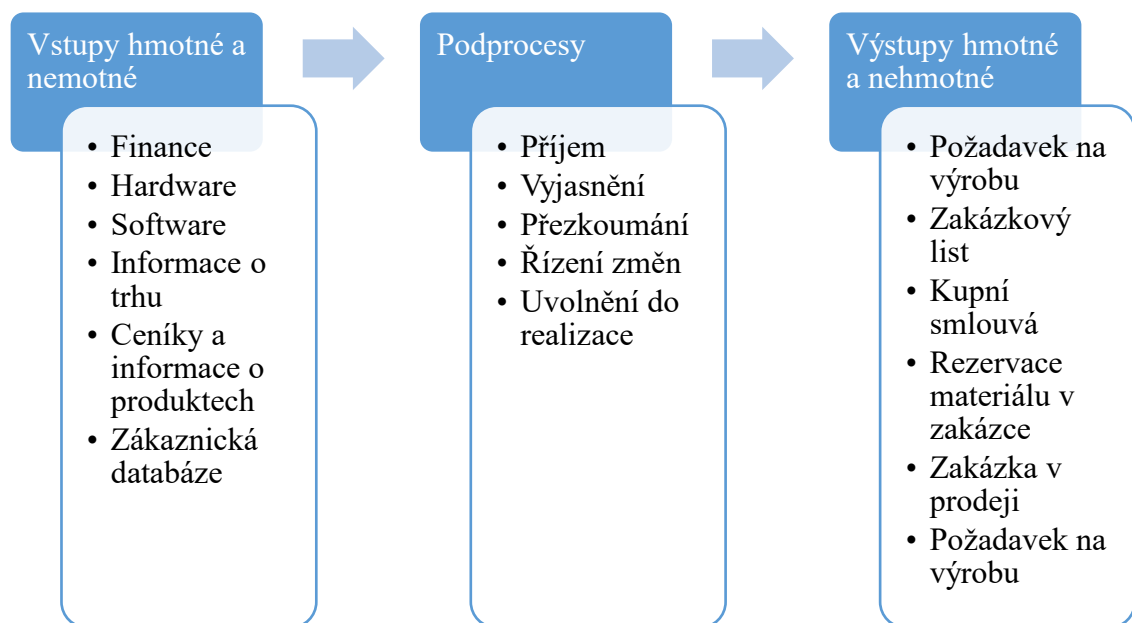 Vstupy hmotné a
nemotné
• Finance
• Hardware
• Software
• Informace o
trhu
• Ceníky a
informace o
produktech
• Zákaznická
databáze
Podprocesy
• Příjem
• Vyjasnění
• Přezkoumání
• Řízení změn
• Uvolnění do
realizace
Výstupy hmotné
a nehmotné
• Požadavek na
výrobu
• Zakázkový
list
• Kupní
smlouvá
• Rezervace
materiálu v
zakázce
• Zakázka v
prodeji
• Požadavek na
výrobu